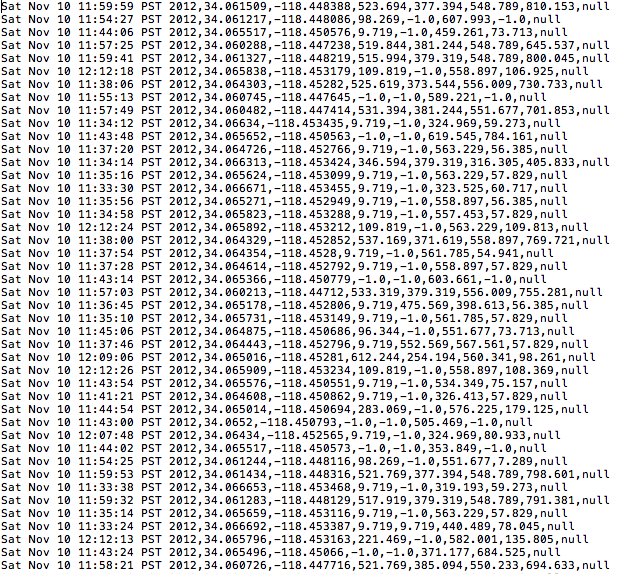 Sat Nov 10 11:59:59 PST 2012,34.061509,-118.448388,523.694,377.394,548.789,810.153,null
Sat Nov 10 11:54:27 PST 2012,34.061217,-118.448086,98.269,-1.0,607.993,-1.0,null
Sat Nov 10 11:44:06 PST 2012,34.065517,-118.450576,9.719,-1.0,459.261,73.713,null
Sat Nov 10 11:57:25 PST 2012,34.060288,-118.447238,519.844,381.244,548.789,645.537,null
Sat Nov 10 11:59:41 PST 2012,34.061327,-118.448219,515.994,379.319,548.789,800.045,null
Sat Nov 10 12:12:18 PST 2012,34.065838,-118.453179,109.819,-1.0,558.897,106.925,null
Sat Nov 10 11:38:06 PST 2012,34.064303,-118.45282,525.619,373.544,556.009,730.733,null
Sat Nov 10 11:55:13 PST 2012,34.060745,-118.447645,-1.0,-1.0,589.221,-1.0,null
Sat Nov 10 11:57:49 PST 2012,34.060482,-118.447414,531.394,381.244,551.677,701.853,null
Sat Nov 10 11:34:12 PST 2012,34.06634,-118.453435,9.719,-1.0,324.969,59.273,null
Sat Nov 10 11:43:48 PST 2012,34.065652,-118.450563,-1.0,-1.0,619.545,784.161,null
Sat Nov 10 11:37:20 PST 2012,34.064726,-118.452766,9.719,-1.0,563.229,56.385,null
Sat Nov 10 11:34:14 PST 2012,34.066313,-118.453424,346.594,379.319,316.305,405.833,null
Sat Nov 10 11:35:16 PST 2012,34.065624,-118.453099,9.719,-1.0,563.229,57.829,null
Sat Nov 10 11:33:30 PST 2012,34.066671,-118.453455,9.719,-1.0,323.525,60.717,null
Sat Nov 10 11:35:56 PST 2012,34.065271,-118.452949,9.719,-1.0,558.897,56.385,null
Sat Nov 10 11:34:58 PST 2012,34.065823,-118.453288,9.719,-1.0,557.453,57.829,null
Sat Nov 10 12:12:24 PST 2012,34.065892,-118.453212,109.819,-1.0,563.229,109.813,null
Sat Nov 10 11:38:00 PST 2012,34.064329,-118.452852,537.169,371.619,558.897,769.721,null
Sat Nov 10 11:37:54 PST 2012,34.064354,-118.4528,9.719,-1.0,561.785,54.941,null
Sat Nov 10 11:37:28 PST 2012,34.064614,-118.452792,9.719,-1.0,558.897,57.829,null
Sat Nov 10 11:43:14 PST 2012,34.065366,-118.450779,-1.0,-1.0,603.661,-1.0,null
Sat Nov 10 11:57:03 PST 2012,34.060213,-118.44712,533.319,379.319,556.009,755.281,null
Sat Nov 10 11:36:45 PST 2012,34.065178,-118.452806,9.719,475.569,398.613,56.385,null
Sat Nov 10 11:35:10 PST 2012,34.065731,-118.453149,9.719,-1.0,561.785,57.829,null
Sat Nov 10 11:45:06 PST 2012,34.064875,-118.450686,96.344,-1.0,551.677,73.713,null
Sat Nov 10 11:37:46 PST 2012,34.064443,-118.452796,9.719,552.569,567.561,57.829,null
Sat Nov 10 12:09:06 PST 2012,34.065016,-118.45281,612.244,254.194,560.341,98.261,null
Sat Nov 10 12:12:26 PST 2012,34.065909,-118.453234,109.819,-1.0,558.897,108.369,null
Sat Nov 10 11:43:54 PST 2012,34.065576,-118.450551,9.719,-1.0,534.349,75.157,null
Sat Nov 10 11:41:21 PST 2012,34.064608,-118.450862,9.719,-1.0,326.413,57.829,null
Sat Nov 10 11:44:54 PST 2012,34.065014,-118.450694,283.069,-1.0,576.225,179.125,null
Sat Nov 10 11:43:00 PST 2012,34.0652,-118.450793,-1.0,-1.0,505.469,-1.0,null
Sat Nov 10 12:07:48 PST 2012,34.06434,-118.452565,9.719,-1.0,324.969,80.933,null
Sat Nov 10 11:44:02 PST 2012,34.065517,-118.450573,-1.0,-1.0,353.849,-1.0,null
Sat Nov 10 11:54:25 PST 2012,34.061244,-118.448116,98.269,-1.0,551.677,7.289,null
Sat Nov 10 11:59:53 PST 2012,34.061434,-118.448316,521.769,377.394,548.789,798.601,null
Sat Nov 10 11:33:38 PST 2012,34.066653,-118.453468,9.719,-1.0,319.193,59.273,null
Sat Nov 10 11:59:32 PST 2012,34.061283,-118.448129,517.919,379.319,548.789,791.381,null
Sat Nov 10 11:35:14 PST 2012,34.065659,-118.453116,9.719,-1.0,563.229,57.829,null
Sat Nov 10 11:33:24 PST 2012,34.066692,-118.453387,9.719,9.719,440.489,78.045,null
Sat Nov 10 12:12:13 PST 2012,34.065796,-118.453163,221.469,-1.0,582.001,135.805,null
Sat Nov 10 11:43:24 PST 2012,34.065496,-118.45066,-1.0,-1.0,371.177,684.525,null
Sat Nov 10 11:58:21 PST 2012,34.060726,-118.447716,521.769,385.094,550.233,694.633,null